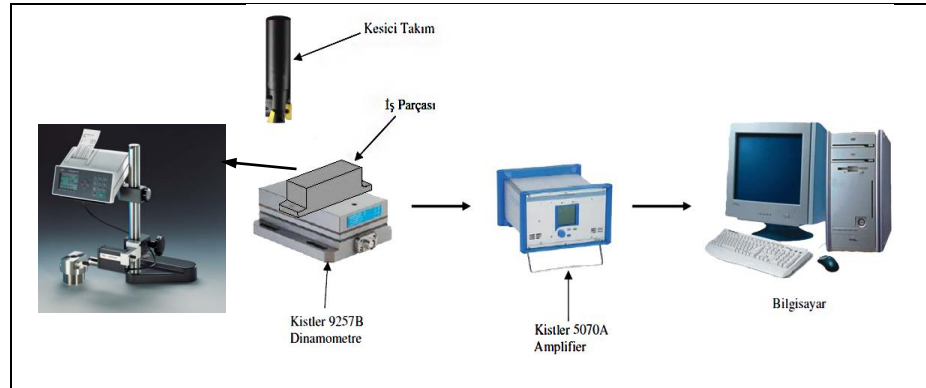 Kesici Takım
İş Parçası
Kistler 9257B
Dinamometre
Kistler 5070A
Amplifier
Bilgisayar